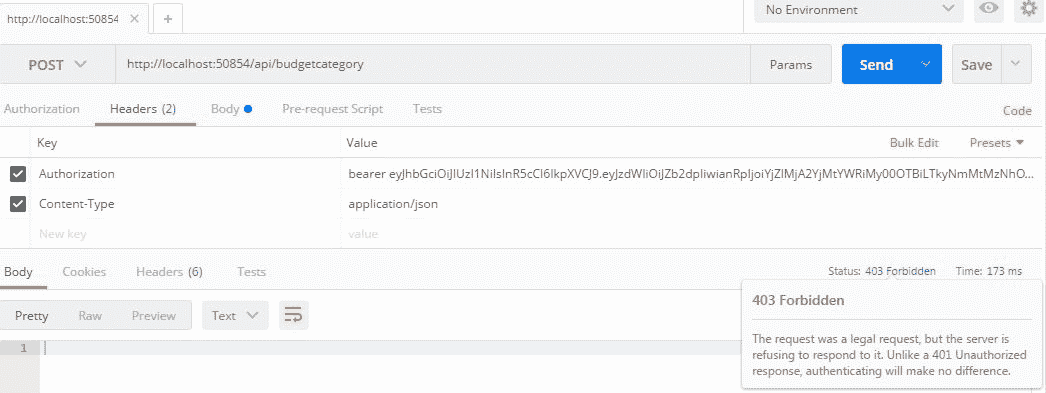 http://localhost:50854
No Environment
POST
http://localhost:50854/api/budgetcategory
Params
Send
Save
Authorization
Headers (2)
Body
Pre-request Script
Tests
Code
Key
Value
Bulk Edit
Presets
Authorization
Content-Type
application/json
New key
value
Body
Cookies
Headers (6)
Tests
Status: 403 Forbidden
Time: 173 ms
403 Forbidden
Pretty
Raw
Preview
Text
The request was a legal request, but the server is
refusing to respond to it. Unlike a 401 Unauthorized
response, authenticating will make no difference.
1